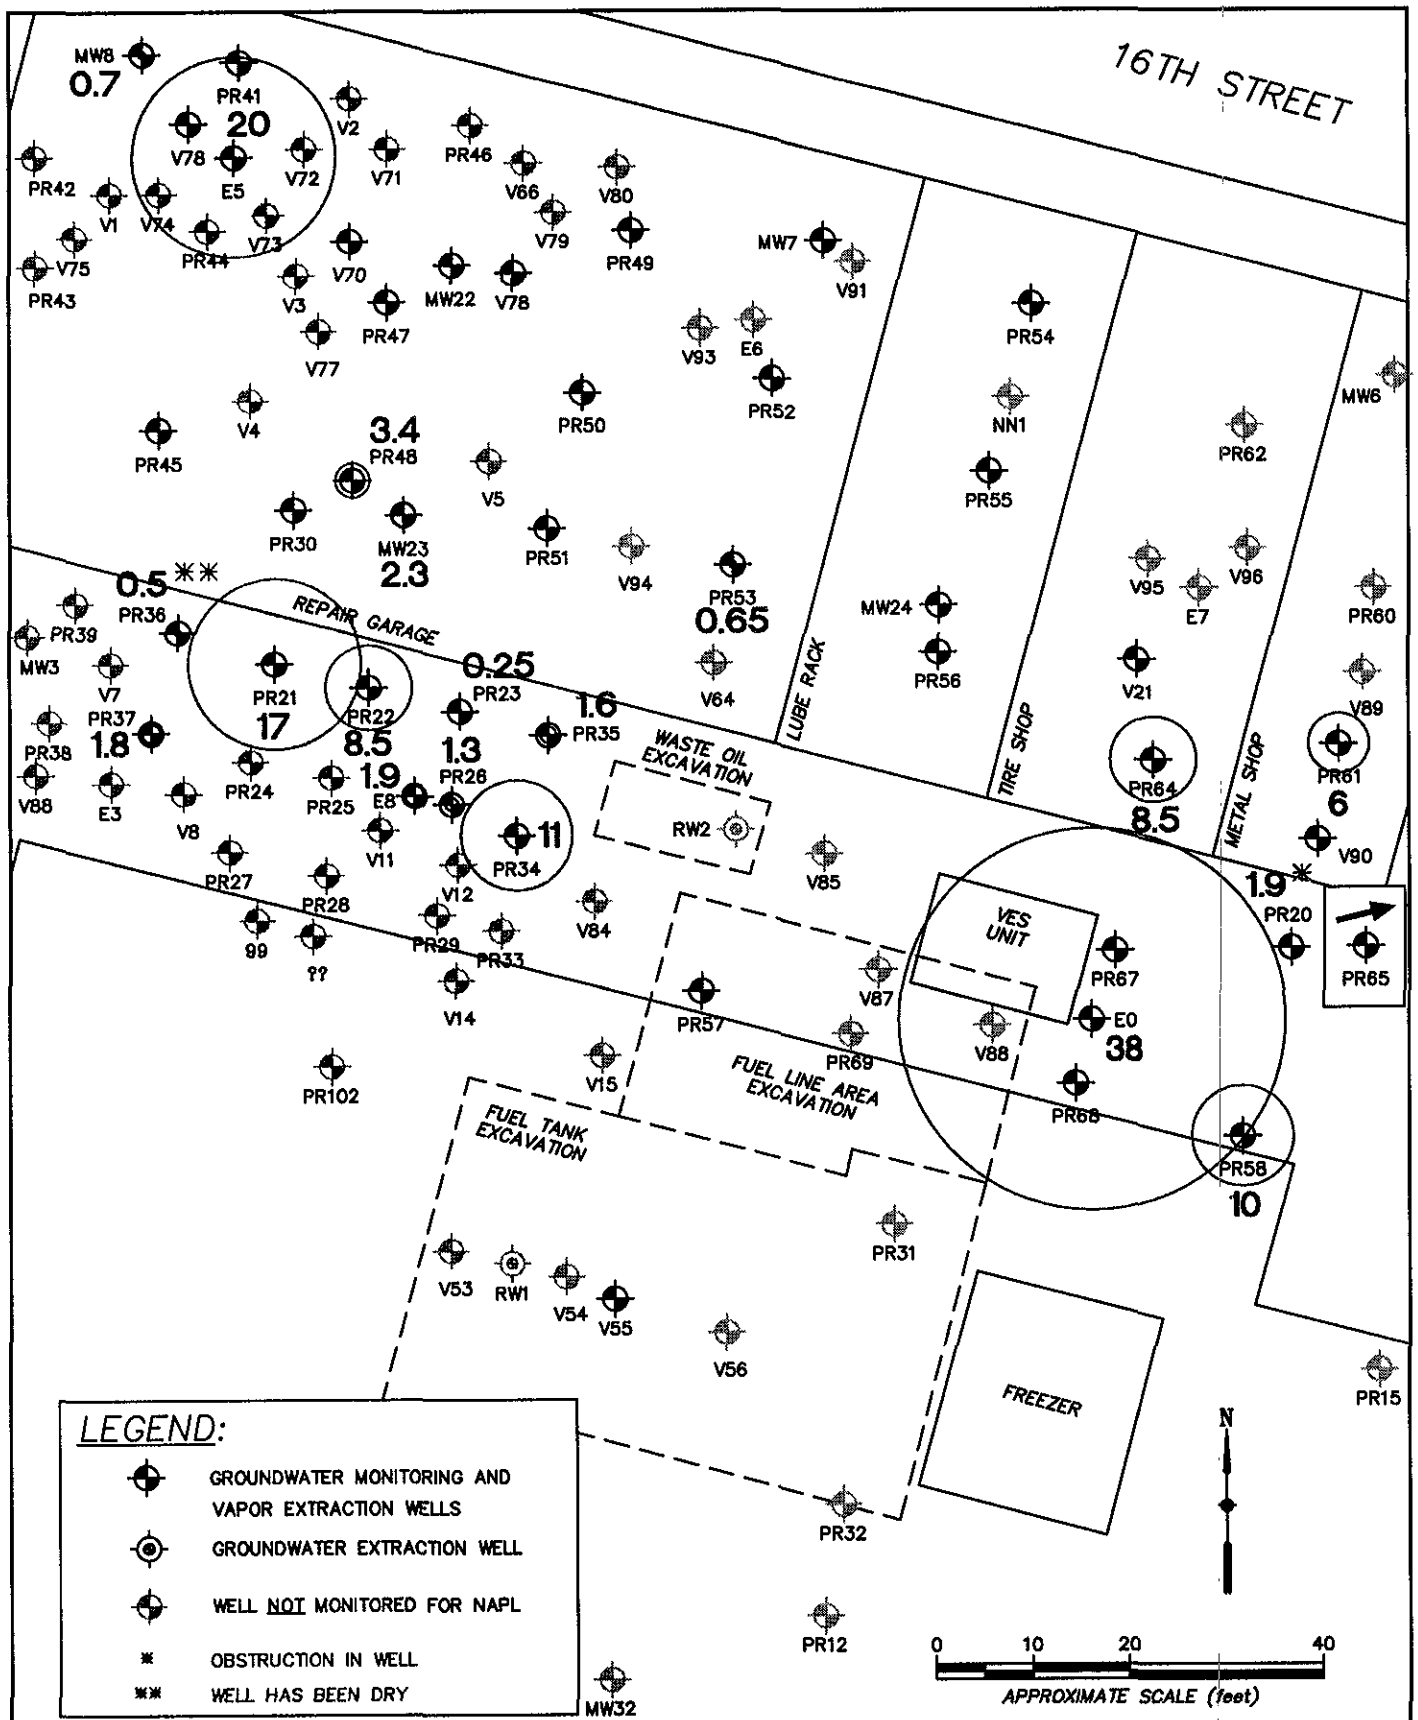 16TH STREET
MW8
0.7
PR41
20
V78
E5
V2
V72
V71
PR46
V66
V80
PR42
V1
V74
PR44
V73
V79
PR49
MW7
V91
V75
PR43
V3
V70
MW22
V78
PR47
V77
V93
E6
PR54
PR52
NN1
MW6
V4
PR50
PR45
3.4
PR48
V5
PR55
PR62
PR30
MW23
2.3
PR51
V94
PR53
0.65
V95
V96
E7
PR60
0.5 **
PR36
REPAIR GARAGE
MW24
PR56
PR39
MW3
V7
PR37
1.8
PR38
V88
E3
PR21
17
PR22
8.5
0.25
PR23
1.6
PR35
V64
LUBE RACK
TIRE SHOP
METAL SHOP
V21
V89
PR64
8.5
PR61
6
WASTE OIL
EXCAVATION
1.3
PR26
1.9
E8
PR24
PR25
V8
V11
11
PR34
RW2
V85
V90
PR27
PR28
V12
1.9 *
PR20
PR65
99
??
PR29
PR33
V84
VES
UNIT
PR67
V14
PR57
V87
E0
38
V88
PR69
PR102
V15
FUEL LINE AREA
EXCAVATION
PR68
FUEL TANK
EXCAVATION
PR58
10
V53
RW1
V54
V55
PR31
V56
FREEZER
PR15
N
PR32
PR12
MW32
LEGEND:
GROUNDWATER MONITORING AND
VAPOR EXTRACTION WELLS
GROUNDWATER EXTRACTION WELL
WELL NOT MONITORED FOR NAPL
* OBSTRUCTION IN WELL
** WELL HAS BEEN DRY
0 10 20 40
APPROXIMATE SCALE (feet)